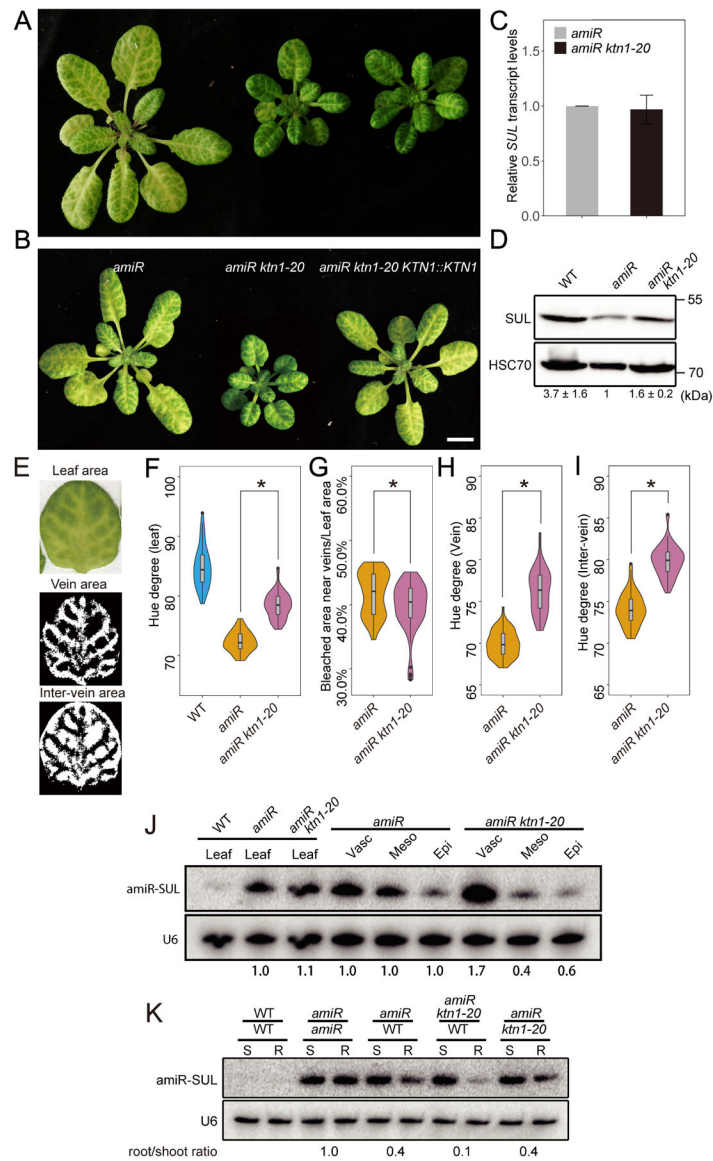 A
B
amiR
amiR ktn1-20
amiR ktn1-20 KTN1::KTN1
C
Relative SUL transcript levels
amiR
amiR ktn1-20
1.5
1.0
0.5
0.0
D
WT
amiR
amiR ktn1-20
SUL
55
HSC70
70
3.7 ± 1.6
1
1.6 ± 0.2
(kDa)
E
Leaf area
Vein area
Inter-vein area
F
Hue degree (leaf)
100
90
80
70
WT
amiR
amiR ktn1-20
*
G
Bleached area near veins/Leaf area
60.0%
50.0%
40.0%
30.0%
amiR
amiR ktn1-20
*
H
Hue degree (Vein)
90
85
80
75
70
65
amiR
amiR ktn1-20
*
I
Hue degree (Inter-vein)
90
85
80
75
70
65
amiR
amiR ktn1-20
*
J
WT
amiR
amiR ktn1-20
amiR
amiR ktn1-20
Leaf Leaf Leaf Vasc Meso Epi Vasc Meso Epi
amiR-SUL
U6
1.0 1.1 1.0 1.0 1.0 1.7 0.4 0.6
K
WT amiR amiR amiR ktn1-20 amiR
WT amiR WT WT ktn1-20
S R S R S R S R S R
amiR-SUL
U6
root/shoot ratio 1.0 0.4 0.1 0.4